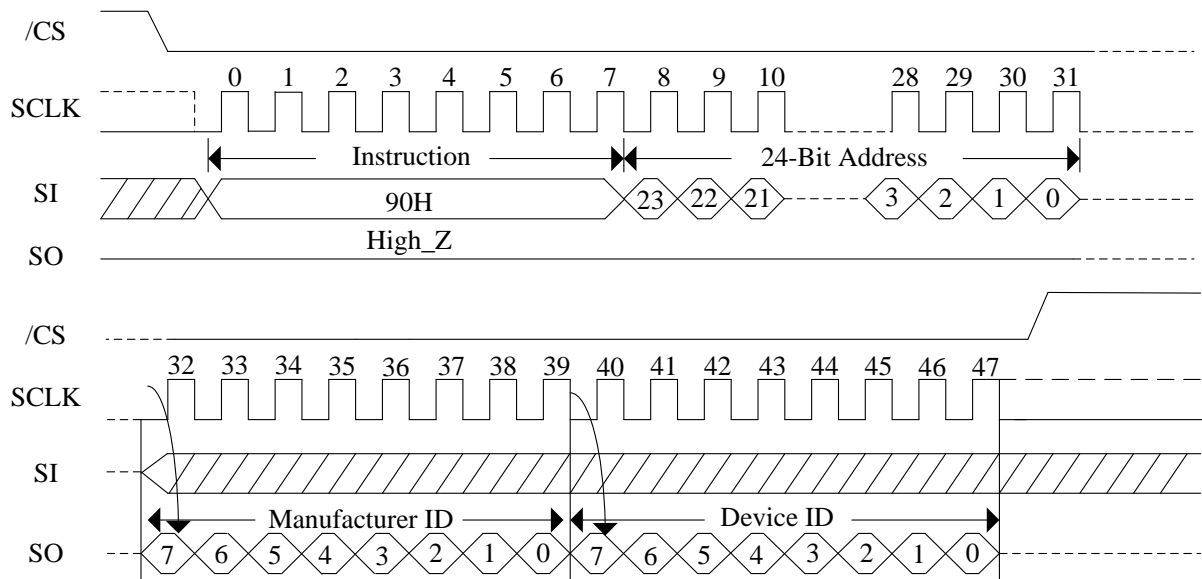 /CS
0 1 2 3 4 5 6 7 8 9 10 28 29 30 31
SCLK
Instruction 24-Bit Address
SI 90H 23 22 21 3 2 1 0
High_Z
SO
/CS
32 33 34 35 36 37 38 39 40 41 42 43 44 45 46 47
SCLK
SI
Manufacturer ID Device ID
SO 7 6 5 4 3 2 1 0 7 6 5 4 3 2 1 0